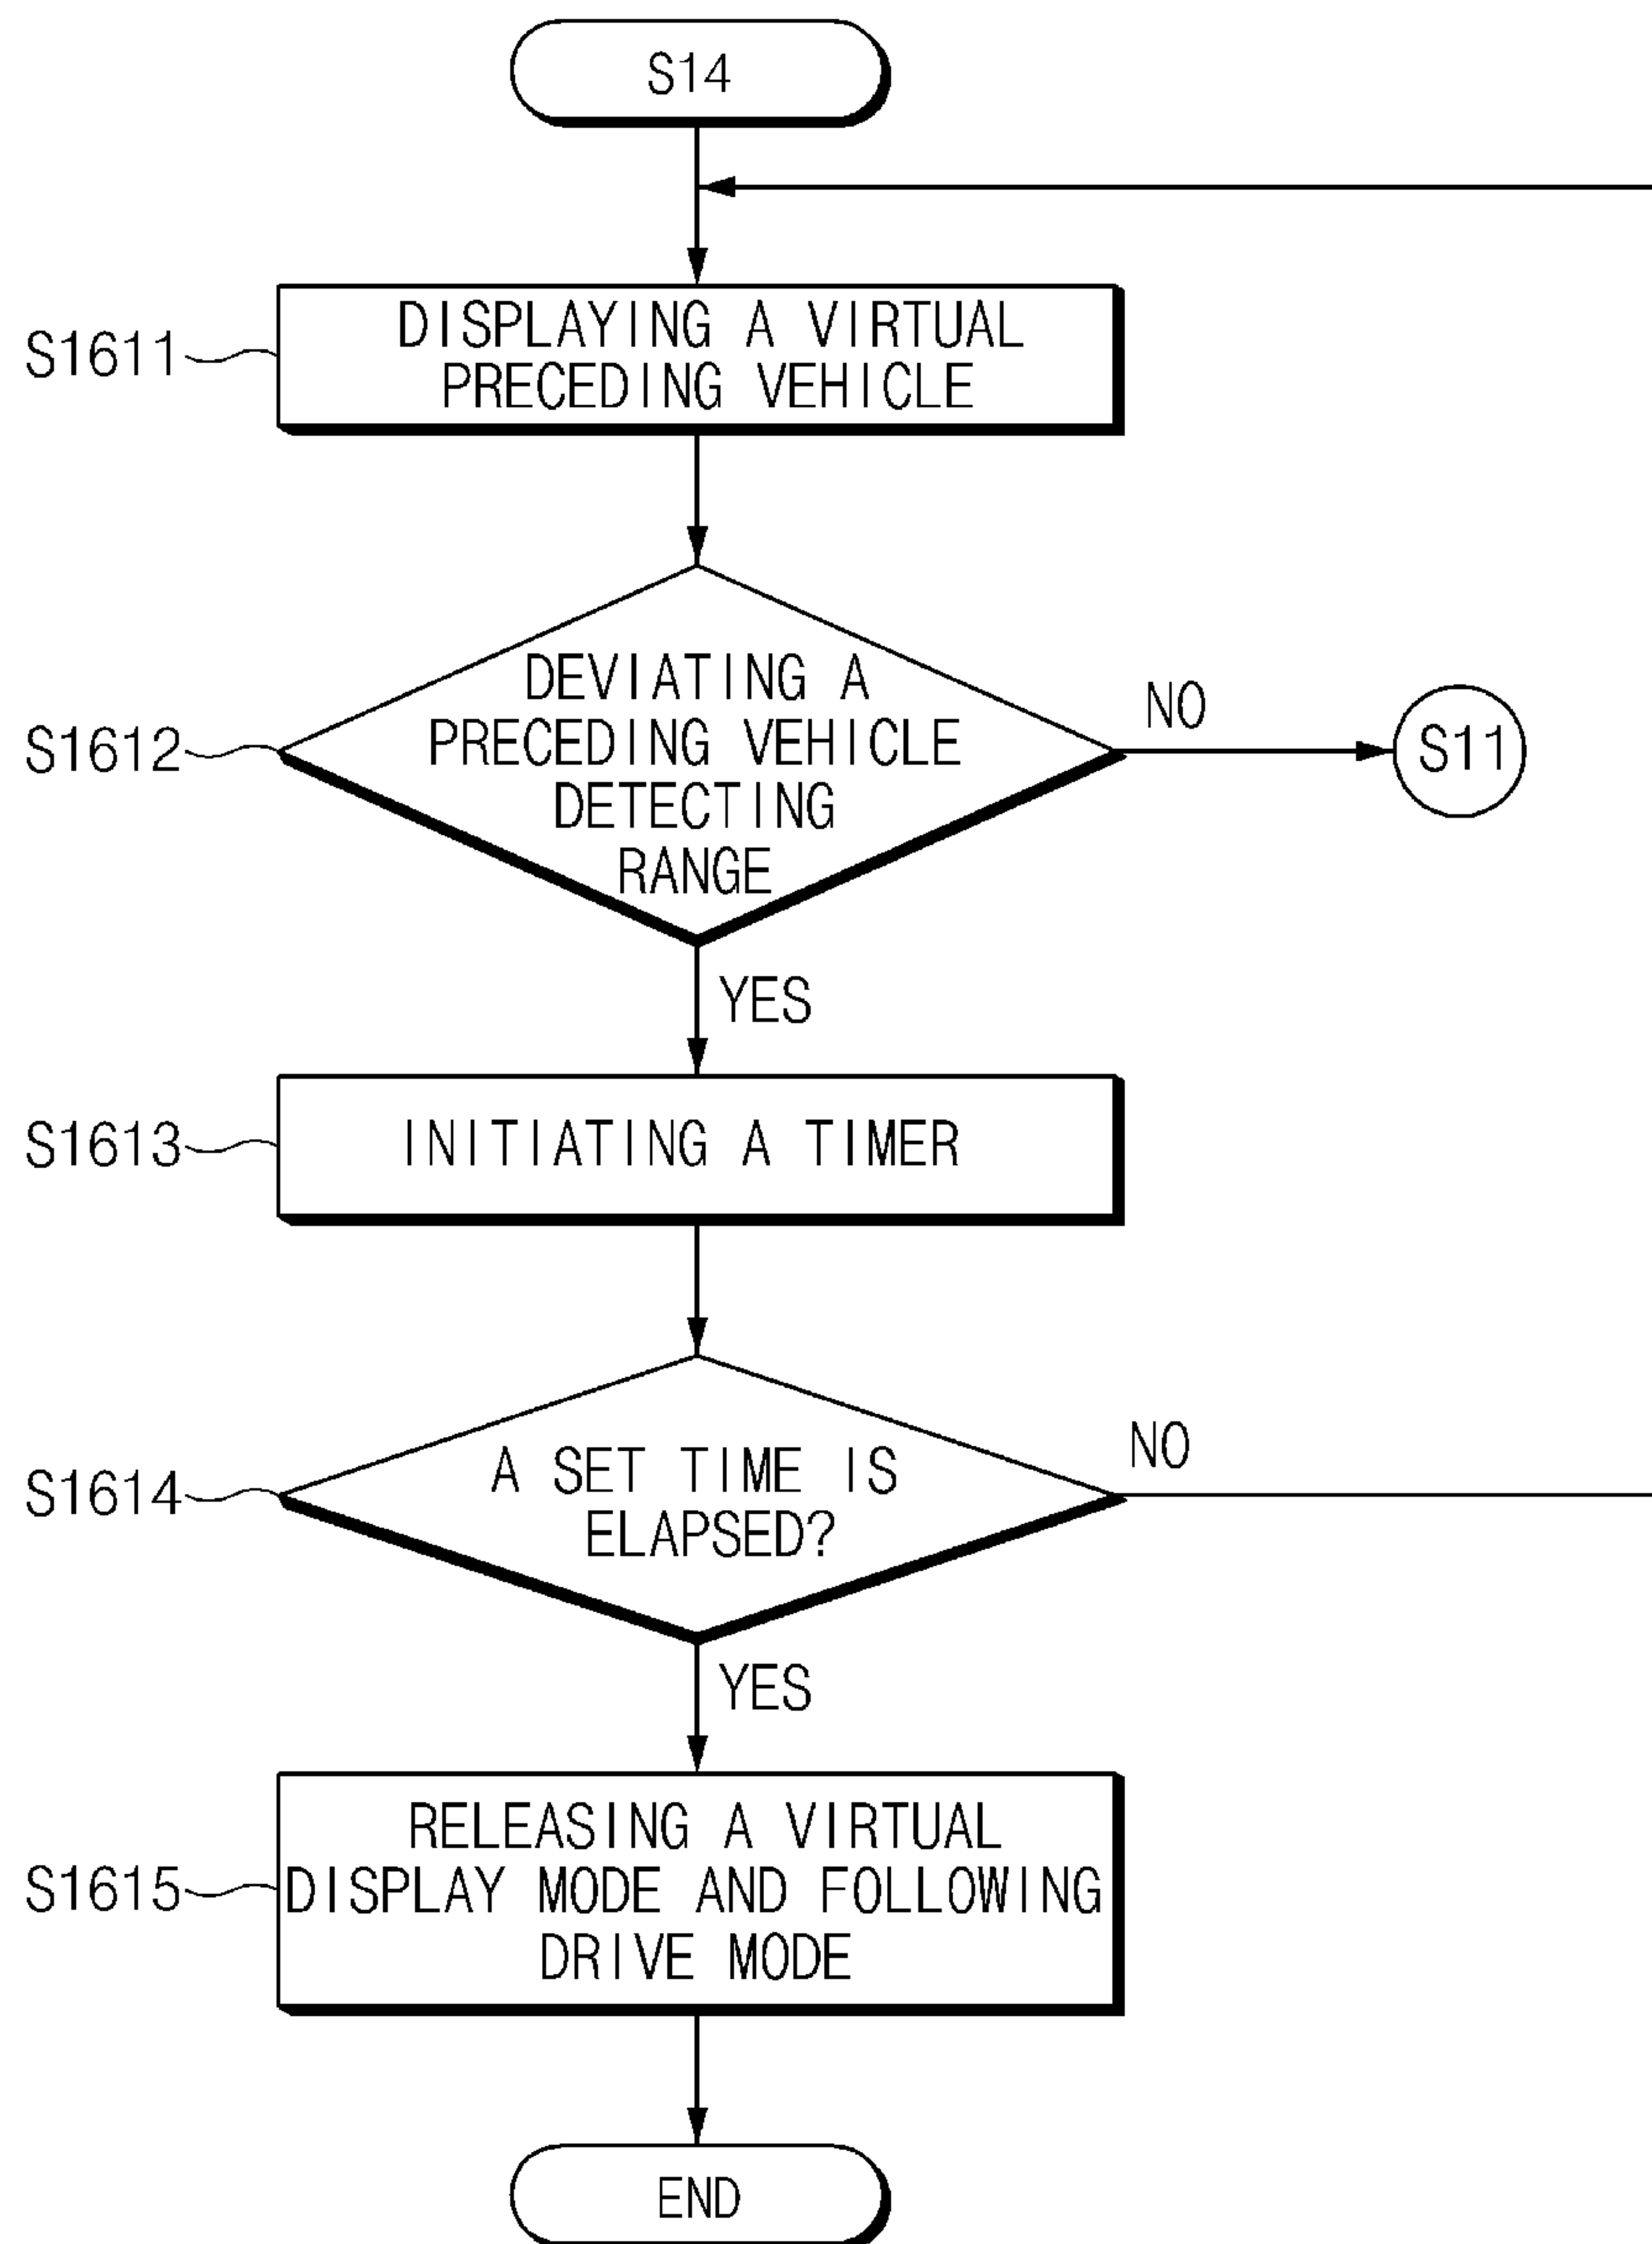 S14
S1611
DISPLAYING A VIRTUAL
PRECEDING VEHICLE
S1612
DEVIATING A
PRECEDING VEHICLE
DETECTING
RANGE
NO
S11
YES
S1613
INITIATING A TIMER
S1614
A SET TIME IS
ELAPSED?
NO
YES
S1615
RELEASING A VIRTUAL
DISPLAY MODE AND FOLLOWING
DRIVE MODE
END